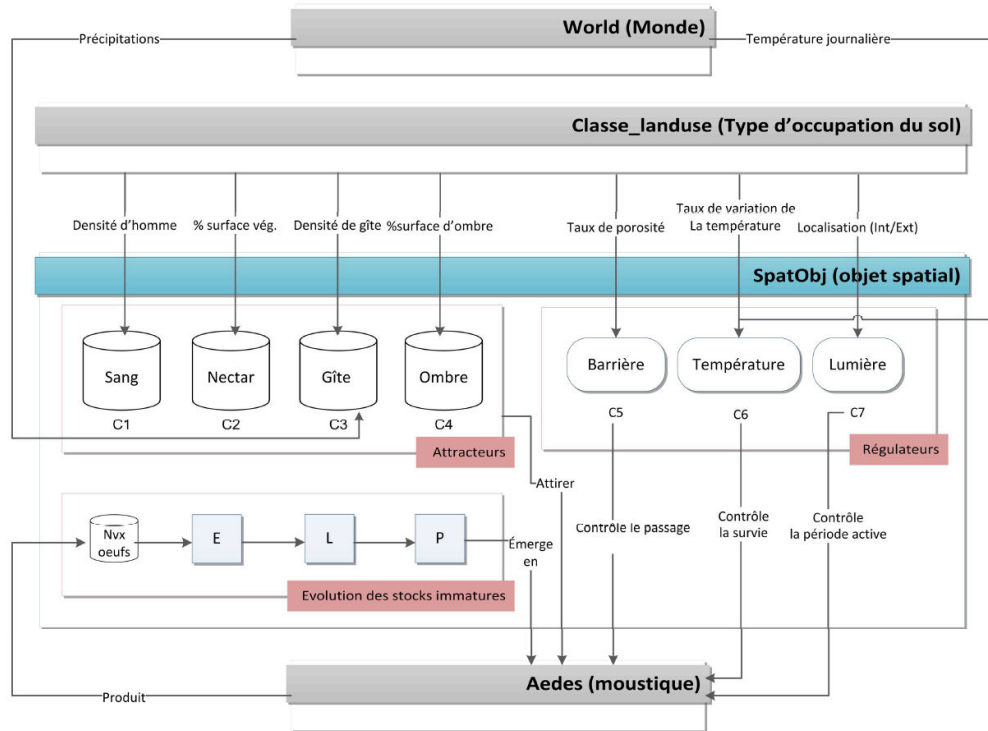 World (Monde)
Précipitations
Température journalière
Classe_landuse (Type d'occupation du sol)
Densité d'homme
% surface vég.
Densité de gîte
%surface d'ombre
Taux de porosité
Taux de variation de
La température
Localisation (Int/Ext)
SpatObj (objet spatial)
Sang
Nectar
Gîte
Ombre
Barrière
Température
Lumière
C1
C2
C3
C4
C5
C6
C7
Attracteurs
Régulateurs
Attirer
Nvx
oeufs
E
L
P
Émerge
en
Contrôle le passage
Contrôle
la survie
Contrôle
la période active
Evolution des stocks immatures
Aedes (moustique)
Produit